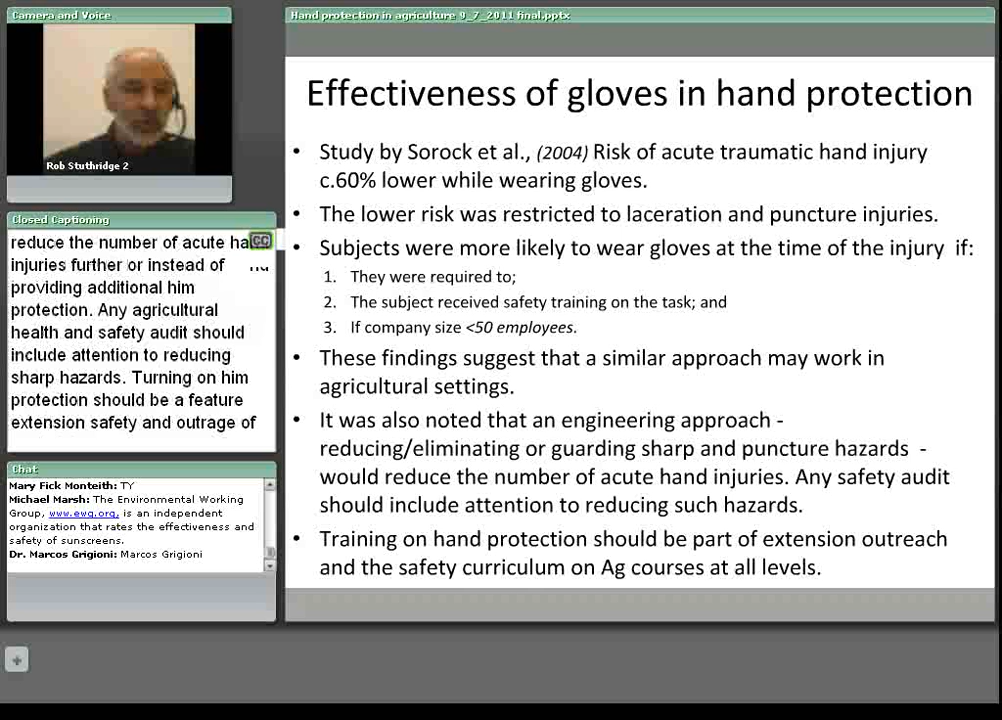 Camera and Voice
Rob Stuthridge 2
Closed Captioning
reduce the number of acute
CC
injuries further or instead of
providing additional him
protection. Any agricultural
health and safety audit should
include attention to reducing
sharp hazards. Turning on him
protection should be a feature
extension safety and outrage of
Chat
Mary Fick Monteith: TY
Michael Marsh: The Environmental Working
Group, www.ewg.org, is an independent
organization that rates the effectiveness and
safety of sunscreens.
Dr. Marcos Grigioni: Marcos Grigioni
Hand protection in agriculture 9_7_2011 final.pptx
Effectiveness of gloves in hand protection
• Study by Sorock et al., (2004) Risk of acute traumatic hand injury
c.60% lower while wearing gloves.
• The lower risk was restricted to laceration and puncture injuries.
• Subjects were more likely to wear gloves at the time of the injury if:
1. They were required to;
2. The subject received safety training on the task; and
3. If company size <50 employees.
• These findings suggest that a similar approach may work in
agricultural settings.
• It was also noted that an engineering approach -
reducing/eliminating or guarding sharp and puncture hazards -
would reduce the number of acute hand injuries. Any safety audit
should include attention to reducing such hazards.
• Training on hand protection should be part of extension outreach
and the safety curriculum on Ag courses at all levels.